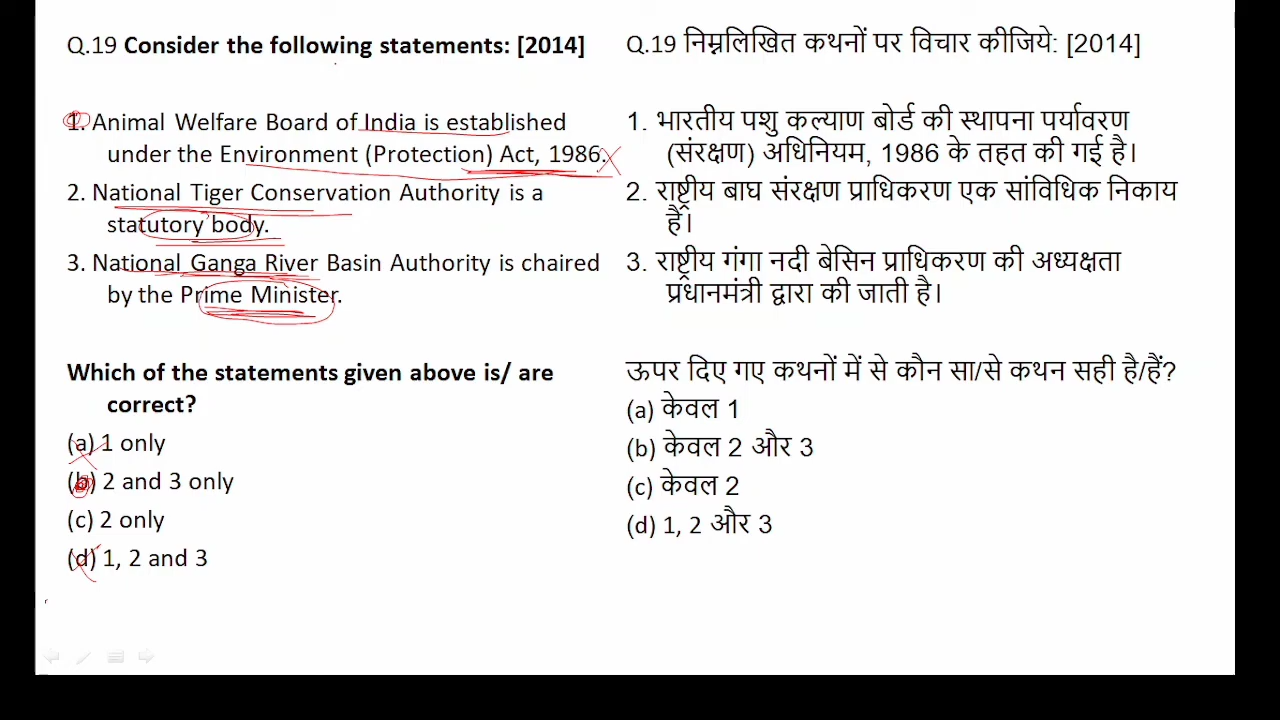 Q.19 Consider the following statements: [2014]
1. Animal Welfare Board of India is established
under the Environment (Protection) Act, 1986.
2. National Tiger Conservation Authority is a
statutory body.
3. National Ganga River Basin Authority is chaired
by the Prime Minister.
Which of the statements given above is/ are
correct?
(a) 1 only
(b) 2 and 3 only
(c) 2 only
(d) 1, 2 and 3
Q.19 निम्नलिखित कथनों पर विचार कीजिये: [2014]
1. भारतीय पशु कल्याण बोर्ड की स्थापना पर्यावरण
(संरक्षण) अधिनियम, 1986 के तहत की गई है।
2. राष्ट्रीय बाघ संरक्षण प्राधिकरण एक सांविधिक निकाय
है।
3. राष्ट्रीय गंगा नदी बेसिन प्राधिकरण की अध्यक्षता
प्रधानमंत्री द्वारा की जाती है।
ऊपर दिए गए कथनों में से कौन सा/से कथन सही है/हैं?
(a) केवल 1
(b) केवल 2 और 3
(c) केवल 2
(d) 1, 2 और 3